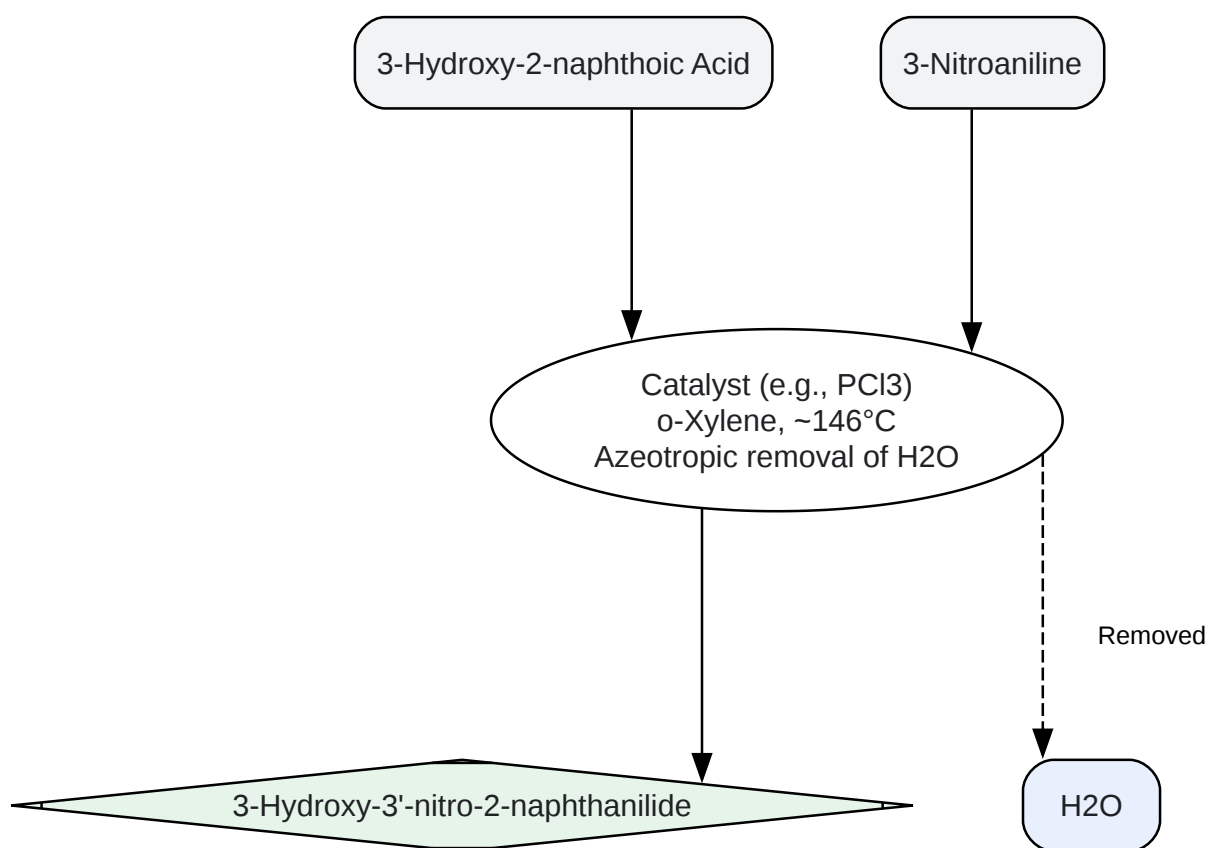 3-Hydroxy-2-naphthoic Acid
3-Nitroaniline
Catalyst (e.g., PCl3)
o-Xylene, ~146°C
Azeotropic removal of H2O
Removed
3-Hydroxy-3'-nitro-2-naphthanilide
H2O